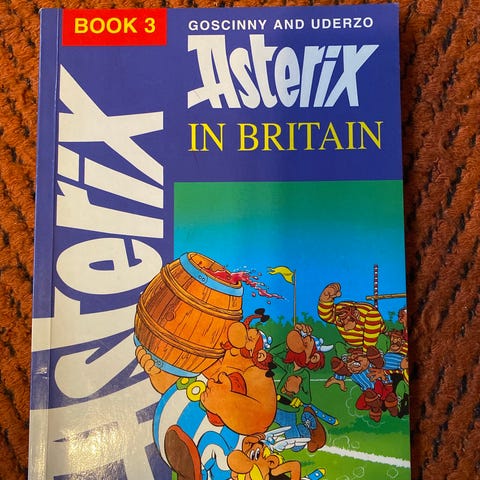 BOOK 3
GOSCINNY AND UDERZO
Asterix
IN BRITAIN
Asterix